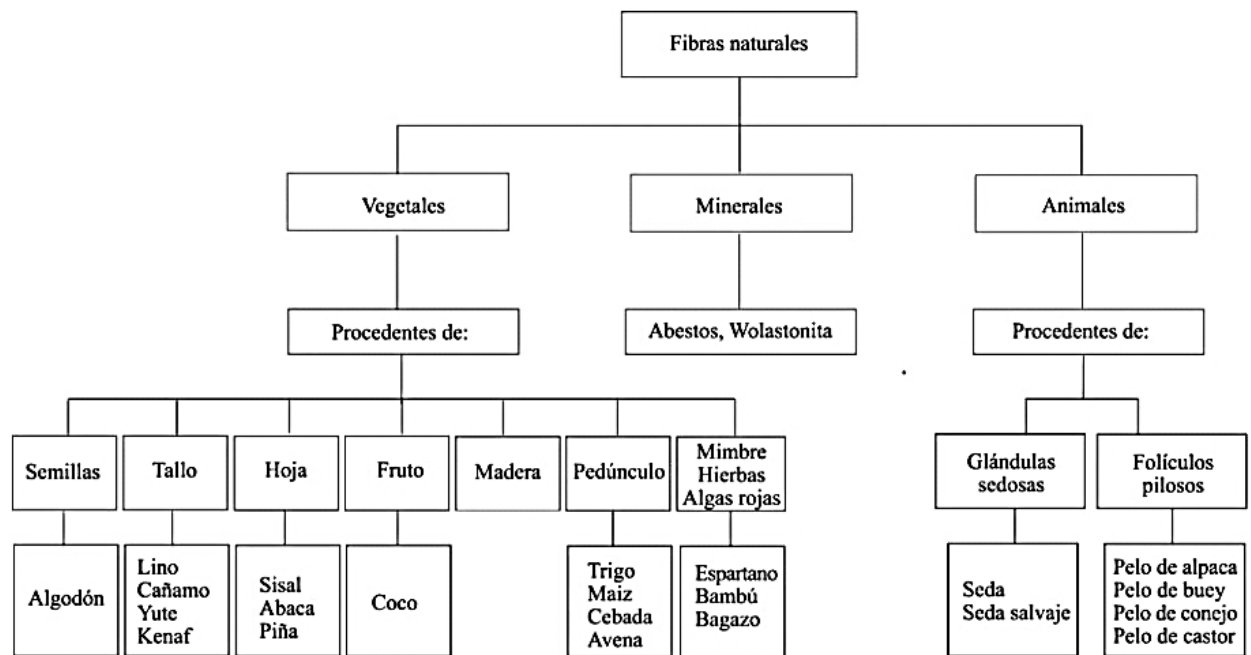 Fibras naturales
Vegetales
Minerales
Animales
Procedentes de:
Abestos, Wolastonita
Procedentes de:
Semillas
Tallo
Hoja
Fruto
Madera
Pedúnculo
Mimbre
Hierbas
Algas rojas
Glándulas
sedosas
Folículos
pilosos
Algodón
Lino
Cañamo
Yute
Kenaf
Sisal
Abaca
Piña
Coco
Trigo
Maiz
Cebada
Avena
Espartano
Bambú
Bagazo
Seda
Seda salvaje
Pelo de alpaca
Pelo de buey
Pelo de conejo
Pelo de castor